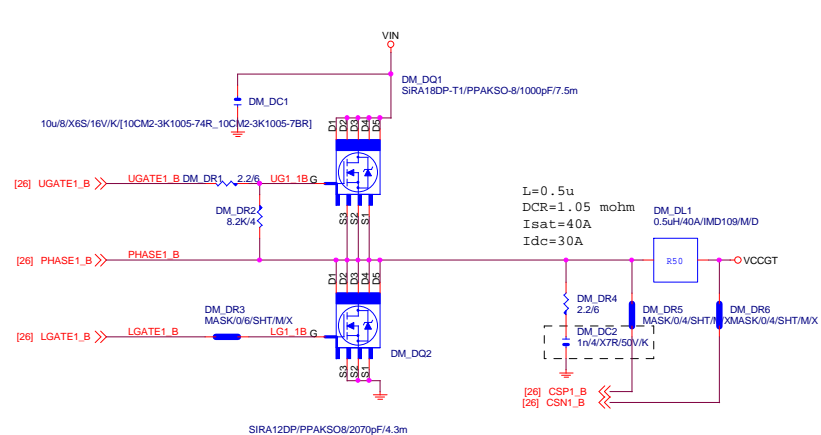 VIN
DM_DQ1
SiRA18DP-T1/PPAKSO-8/1000pF/7.5m
DM_DC1
10u/8/X6S/16V/K/[10CM2-3K1005-74R_10CM2-3K1005-7BR]
D1 D2 D3 D4 D5
[26] UGATE1_B UGATE1_B DM_DR1 2.2/6 UG1_1B G
DM_DR2
8.2K/4
S3 S2 S1
L=0.5u
DCR=1.05 mohm
Isat=40A
Idc=30A
DM_DL1
0.5uH/40A/IMD109/M/D
[26] PHASE1_B PHASE1_B
R50
VCCGT
D1 D2 D3 D4 D5
DM_DR3
MASK/0/6/SHT/M/X
[26] LGATE1_B LGATE1_B LG1_1B G
DM_DQ2
S3 S2 S1
DM_DR4
2.2/6
DM_DR5
MASK/0/4/SHT/M/X
DM_DR6
MASK/0/4/SHT/M/X
DM_DC2
1n/4/X7R/50V/K
[26] CSP1_B
[26] CSN1_B
SIRA12DP/PPAKSO8/2070pF/4.3m